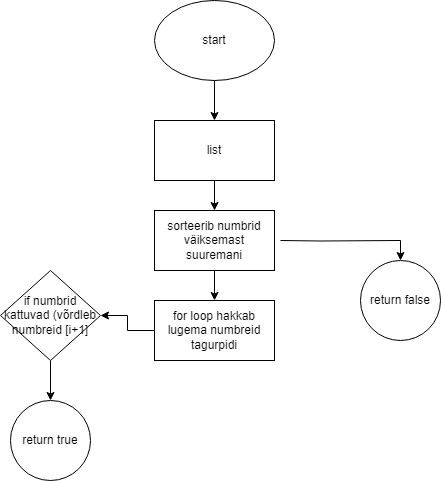 start
list
sorteerib numbrid
väiksemast
suuremani
return false
for loop hakkab
lugema numbreid
tagurpidi
if numbrid
kattuvad (võrdleb
numbreid [i+1]
return true